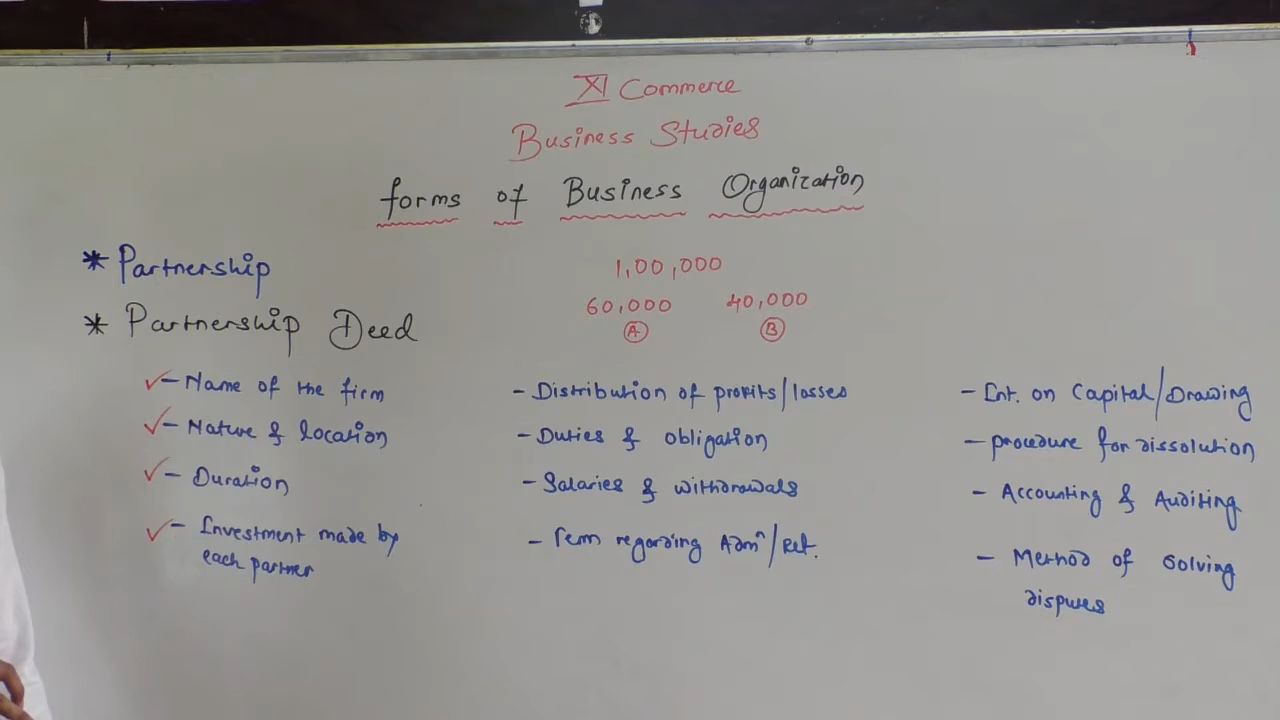 XI Commerce
Business Studies
forms of Business Organization
* Partnership
1,00,000
60,000 40,000
A B
* Partnership Deed
✓ - Name of the firm
✓ - Nature & location
✓ - Duration
✓ - Investment made by
each partner
- Distribution of profits/losses
- Duties & obligation
- Salaries & withdrawals
- Term regarding Admⁿ/Ret.
- Int. on Capital/Drawing
- procedure for dissolution
- Accounting & Auditing
- Method of Solving
disputes